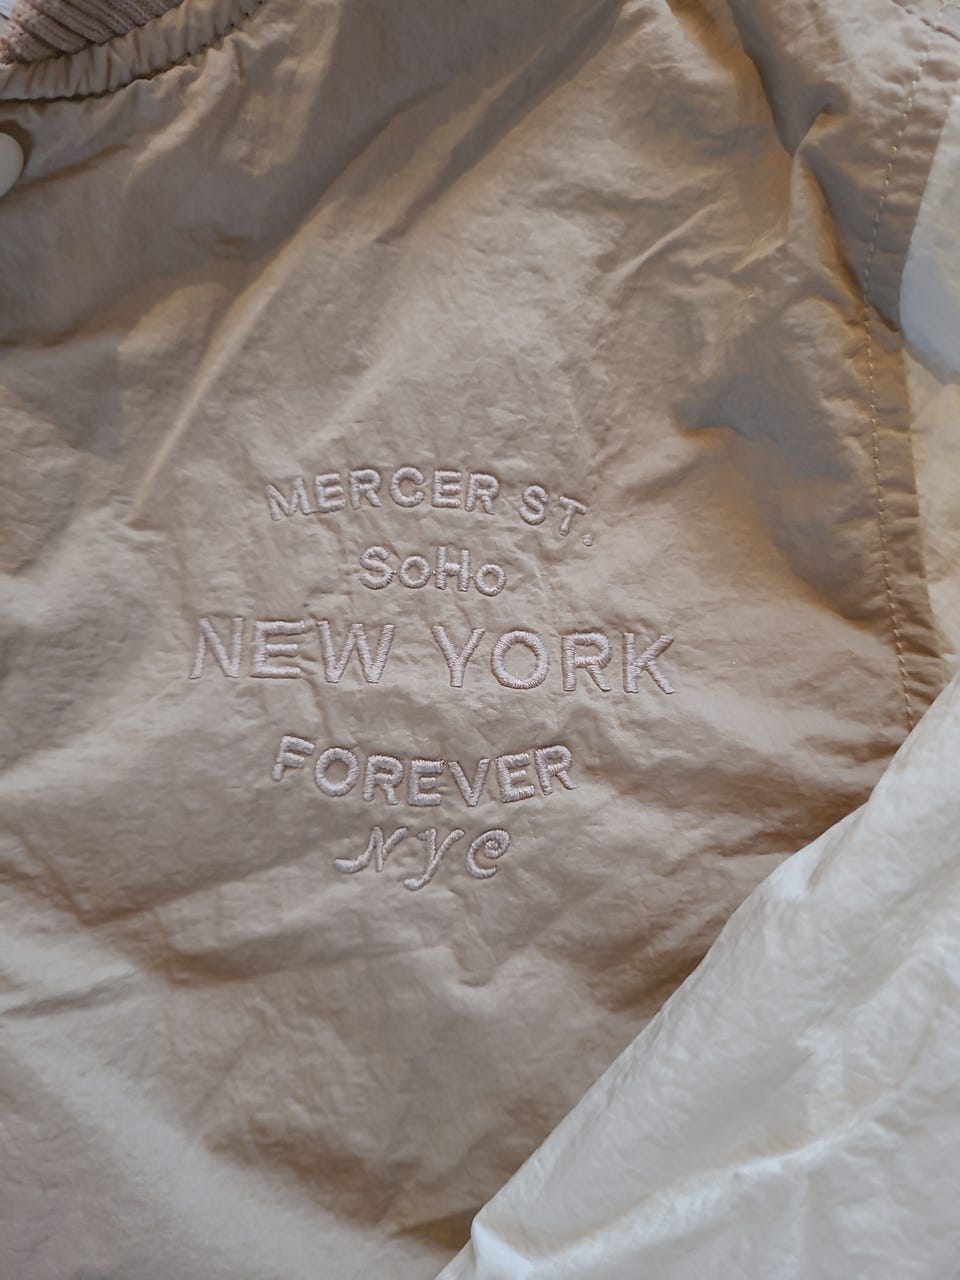 MERCER ST.
SoHo
NEW YORK
FOREVER
NYC